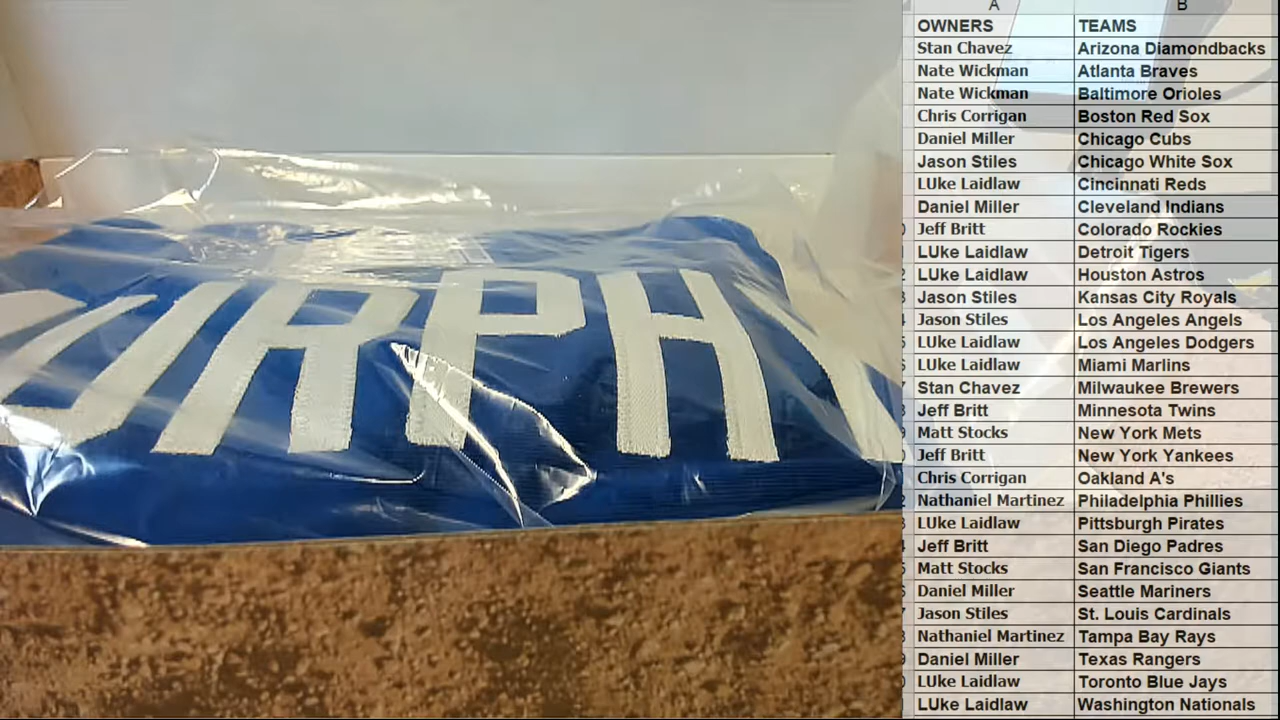 URPHY
A B
OWNERS TEAMS
Stan Chavez Arizona Diamondbacks
Nate Wickman Atlanta Braves
Nate Wickman Baltimore Orioles
Chris Corrigan Boston Red Sox
Daniel Miller Chicago Cubs
Jason Stiles Chicago White Sox
LUke Laidlaw Cincinnati Reds
Daniel Miller Cleveland Indians
Jeff Britt Colorado Rockies
LUke Laidlaw Detroit Tigers
LUke Laidlaw Houston Astros
Jason Stiles Kansas City Royals
Jason Stiles Los Angeles Angels
LUke Laidlaw Los Angeles Dodgers
LUke Laidlaw Miami Marlins
Stan Chavez Milwaukee Brewers
Jeff Britt Minnesota Twins
Matt Stocks New York Mets
Jeff Britt New York Yankees
Chris Corrigan Oakland A's
Nathaniel Martinez Philadelphia Phillies
LUke Laidlaw Pittsburgh Pirates
Jeff Britt San Diego Padres
Matt Stocks San Francisco Giants
Daniel Miller Seattle Mariners
Jason Stiles St. Louis Cardinals
Nathaniel Martinez Tampa Bay Rays
Daniel Miller Texas Rangers
LUke Laidlaw Toronto Blue Jays
LUke Laidlaw Washington Nationals